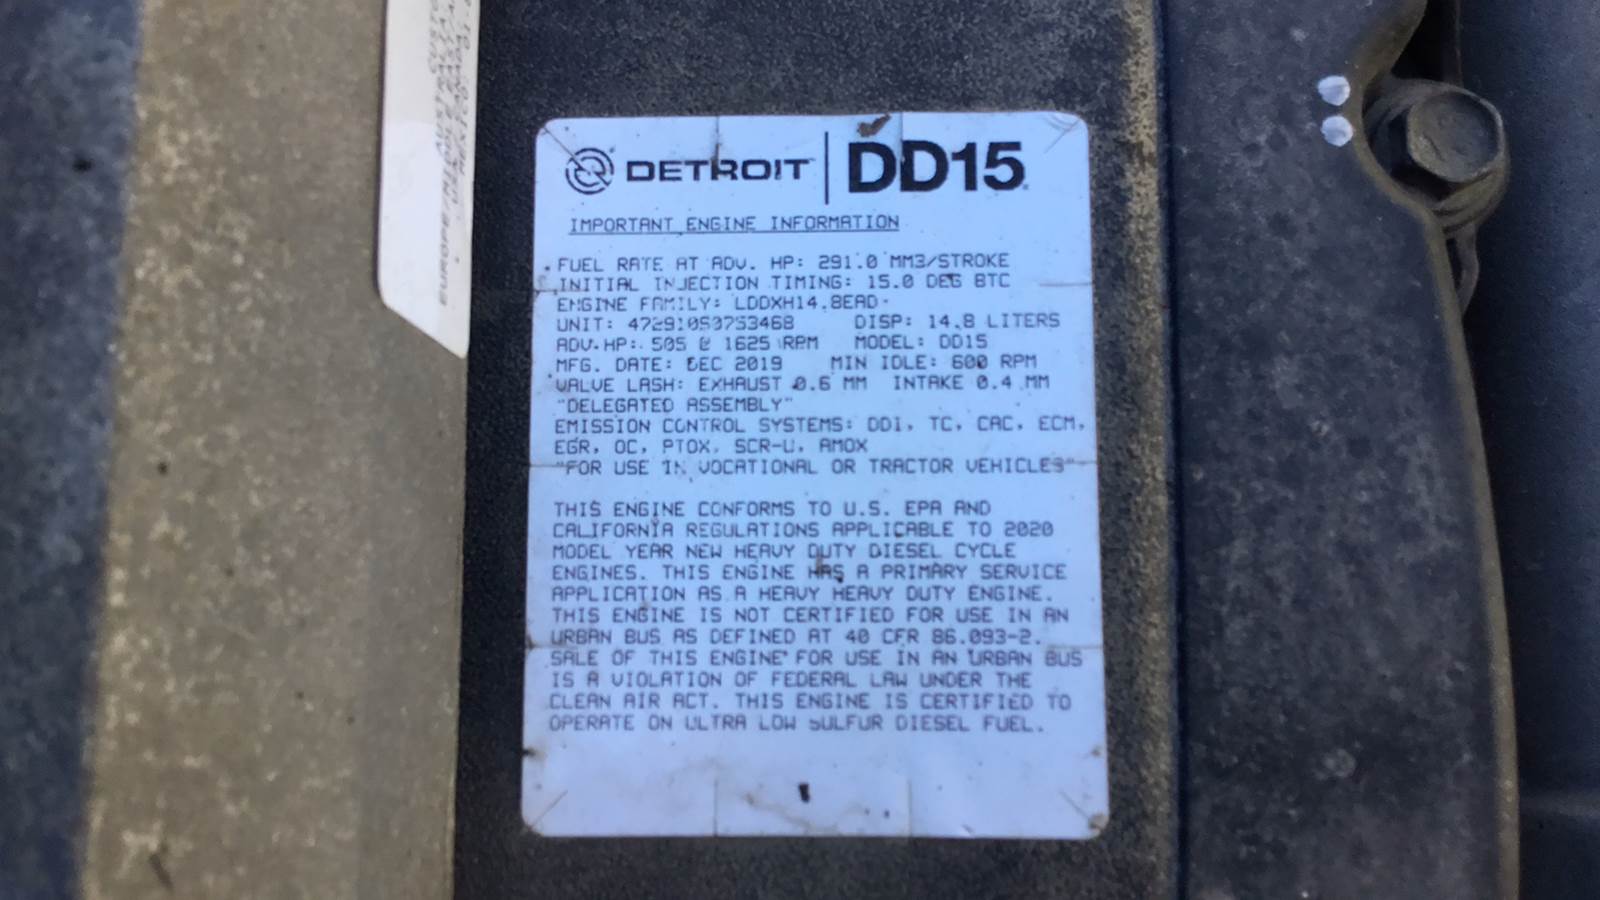 DETROIT DD15
IMPORTANT ENGINE INFORMATION
FUEL RATE AT ADV. HP: 291.0 MM3/STROKE
INITIAL INJECTION TIMING: 15.0 DEG BTC
ENGINE FAMILY: LDDXH14.8EAD
UNIT: DISP: 14.8 LITERS
ADV.HP: 505 @ 1625 RPM MODEL: DD15
MFG. DATE: DEC 2019 MIN IDLE: 600 RPM
VALVE LASH: EXHAUST 0.6 MM INTAKE 0.4 MM
"DELEGATED ASSEMBLY"
EMISSION CONTROL SYSTEMS: DDI, TC, CAC, ECM,
EGR, OC, PTOX, SCR-U, AMOX
"FOR USE IN VOCATIONAL OR TRACTOR VEHICLES"
THIS ENGINE CONFORMS TO U.S. EPA AND
CALIFORNIA REGULATIONS APPLICABLE TO 2020
MODEL YEAR NEW HEAVY DUTY DIESEL CYCLE
ENGINES. THIS ENGINE HAS A PRIMARY SERVICE
APPLICATION AS A HEAVY HEAVY DUTY ENGINE.
THIS ENGINE IS NOT CERTIFIED FOR USE IN AN
URBAN BUS AS DEFINED AT 40 CFR 86.093-2.
SALE OF THIS ENGINE FOR USE IN AN URBAN BUS
IS A VIOLATION OF FEDERAL LAW UNDER THE
CLEAN AIR ACT. THIS ENGINE IS CERTIFIED TO
OPERATE ON ULTRA LOW SULFUR DIESEL FUEL.